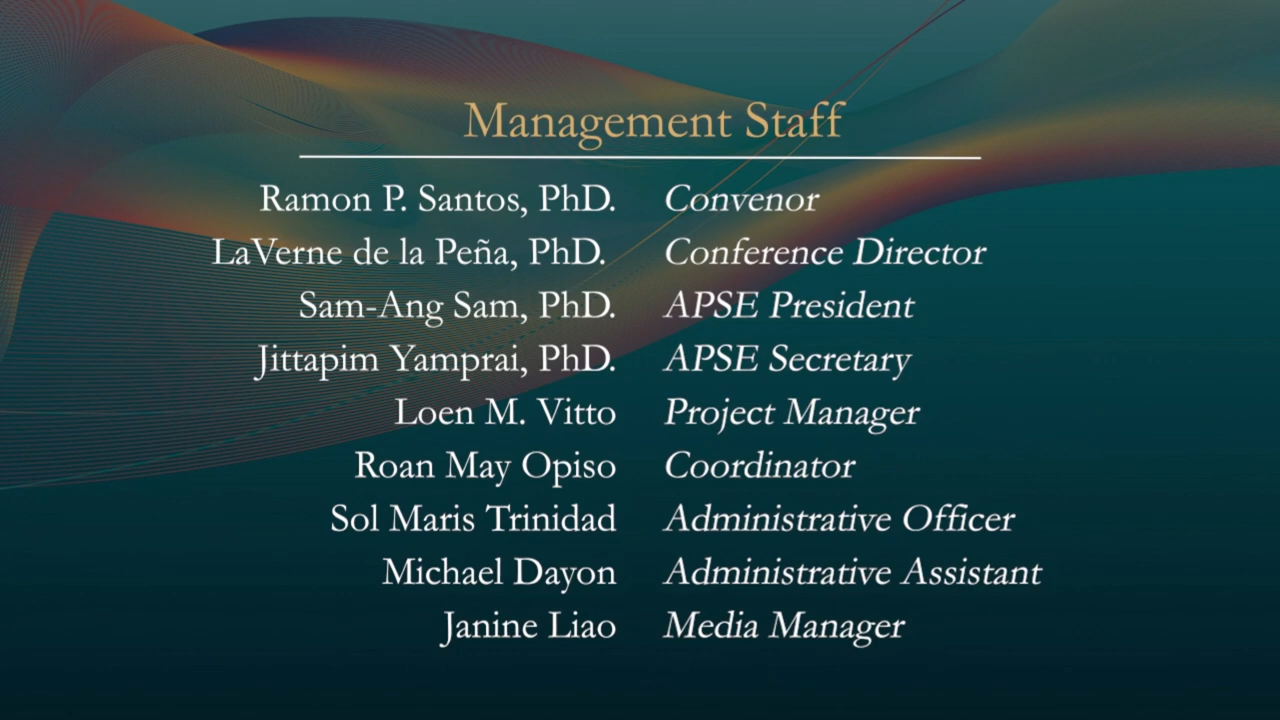 Management Staff
Ramon P. Santos, PhD. Convenor
LaVerne de la Peña, PhD. Conference Director
Sam-Ang Sam, PhD. APSE President
Jittapim Yamprai, PhD. APSE Secretary
Loen M. Vitto Project Manager
Roan May Opiso Coordinator
Sol Maris Trinidad Administrative Officer
Michael Dayon Administrative Assistant
Janine Liao Media Manager